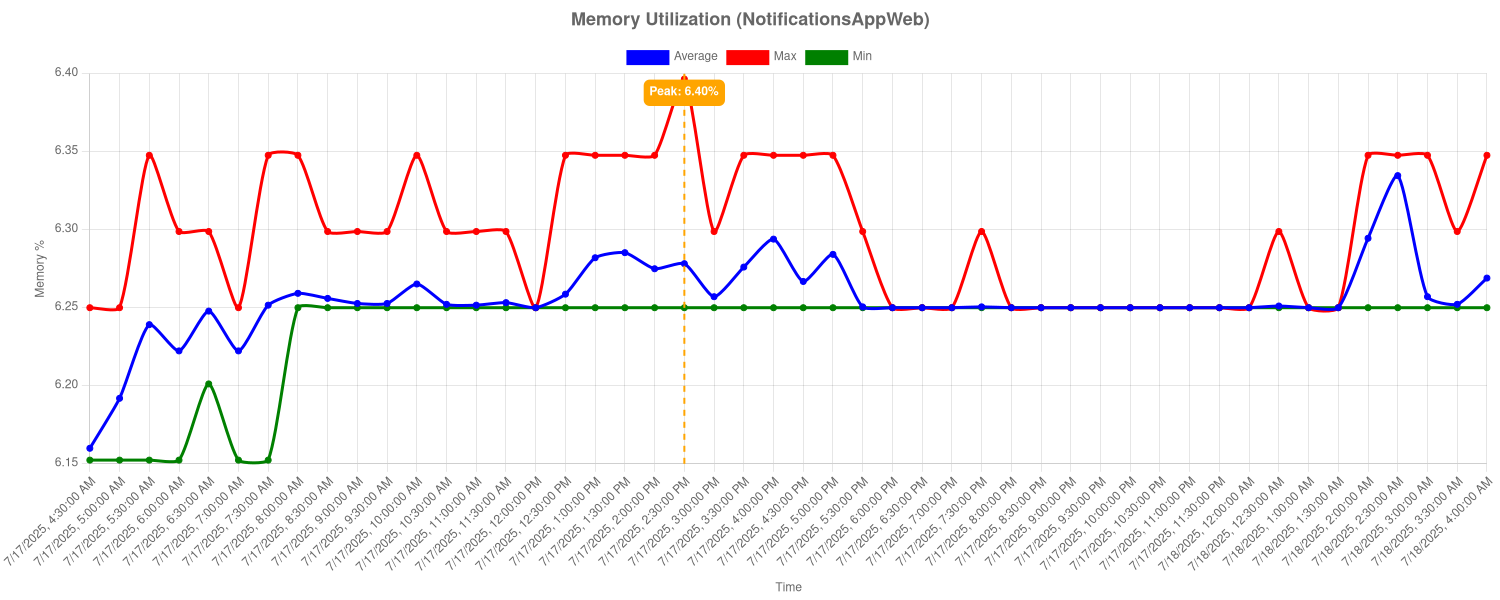 Memory Utilization (NotificationsAppWeb)
Average Max Min
6.40
Peak: 6.40%
6.35
6.30
6.25
6.20
6.15
Memory %
7/17/2025, 4:30:00 AM
7/17/2025, 5:00:00 AM
7/17/2025, 5:30:00 AM
7/17/2025, 6:00:00 AM
7/17/2025, 6:30:00 AM
7/17/2025, 7:00:00 AM
7/17/2025, 7:30:00 AM
7/17/2025, 8:00:00 AM
7/17/2025, 8:30:00 AM
7/17/2025, 9:00:00 AM
7/17/2025, 9:30:00 AM
7/17/2025, 10:00:00 AM
7/17/2025, 10:30:00 AM
7/17/2025, 11:00:00 AM
7/17/2025, 11:30:00 AM
7/17/2025, 12:00:00 PM
7/17/2025, 12:30:00 PM
7/17/2025, 1:00:00 PM
7/17/2025, 1:30:00 PM
7/17/2025, 2:00:00 PM
7/17/2025, 2:30:00 PM
7/17/2025, 3:00:00 PM
7/17/2025, 3:30:00 PM
7/17/2025, 4:00:00 PM
7/17/2025, 4:30:00 PM
7/17/2025, 5:00:00 PM
7/17/2025, 5:30:00 PM
7/17/2025, 6:00:00 PM
7/17/2025, 6:30:00 PM
7/17/2025, 7:00:00 PM
7/17/2025, 7:30:00 PM
7/17/2025, 8:00:00 PM
7/17/2025, 8:30:00 PM
7/17/2025, 9:00:00 PM
7/17/2025, 9:30:00 PM
7/17/2025, 10:00:00 PM
7/17/2025, 10:30:00 PM
7/17/2025, 11:00:00 PM
7/17/2025, 11:30:00 PM
7/18/2025, 12:00:00 AM
7/18/2025, 12:30:00 AM
7/18/2025, 1:00:00 AM
7/18/2025, 1:30:00 AM
7/18/2025, 2:00:00 AM
7/18/2025, 2:30:00 AM
7/18/2025, 3:00:00 AM
7/18/2025, 3:30:00 AM
7/18/2025, 4:00:00 AM
Time